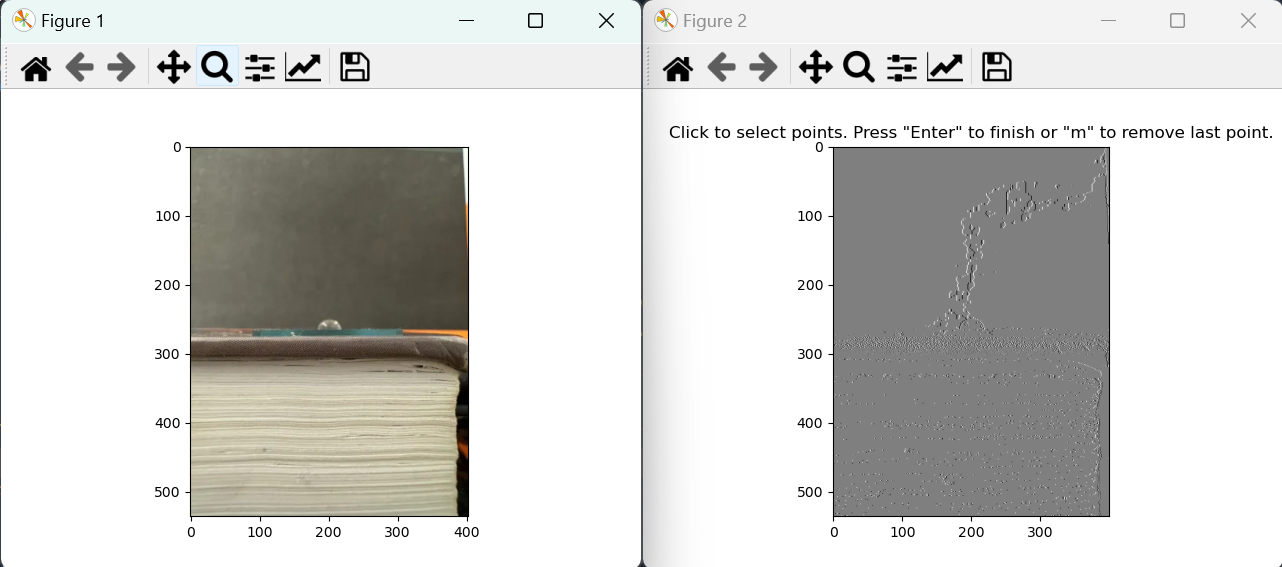 Figure 1
0
100
200
300
400
500
0 100 200 300 400
Figure 2
Click to select points. Press "Enter" to finish or "m" to remove last point.
0
100
200
300
400
500
0 100 200 300